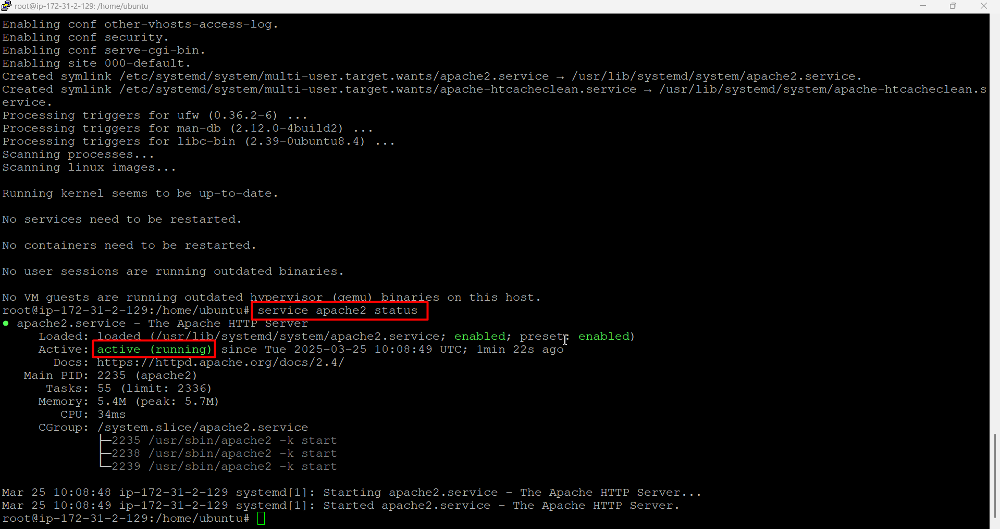 root@ip-172-31-2-129: /home/ubuntu
Enabling conf other-vhosts-access-log.
Enabling conf security.
Enabling conf serve-cgi-bin.
Enabling site 000-default.
Created symlink /etc/systemd/system/multi-user.target.wants/apache2.service → /usr/lib/systemd/system/apache2.service.
Created symlink /etc/systemd/system/multi-user.target.wants/apache-htcacheclean.service → /usr/lib/systemd/system/apache-htcacheclean.s
ervice.
Processing triggers for ufw (0.36.2-6) ...
Processing triggers for man-db (2.12.0-4build2) ...
Processing triggers for libc-bin (2.39-0ubuntu8.4) ...
Scanning processes...
Scanning linux images...
Running kernel seems to be up-to-date.
No services need to be restarted.
No containers need to be restarted.
No user sessions are running outdated binaries.
No VM guests are running outdated hypervisor (qemu) binaries on this host.
root@ip-172-31-2-129:/home/ubuntu# service apache2 status
● apache2.service - The Apache HTTP Server
Loaded: loaded (/usr/lib/systemd/system/apache2.service; enabled; preset: enabled)
Active: active (running) since Tue 2025-03-25 10:08:49 UTC; 1min 22s ago
Docs: https://httpd.apache.org/docs/2.4/
Main PID: 2235 (apache2)
Tasks: 55 (limit: 2336)
Memory: 5.4M (peak: 5.7M)
CPU: 34ms
CGroup: /system.slice/apache2.service
├─2235 /usr/sbin/apache2 -k start
├─2238 /usr/sbin/apache2 -k start
└─2239 /usr/sbin/apache2 -k start
Mar 25 10:08:48 ip-172-31-2-129 systemd[1]: Starting apache2.service - The Apache HTTP Server...
Mar 25 10:08:49 ip-172-31-2-129 systemd[1]: Started apache2.service - The Apache HTTP Server.
root@ip-172-31-2-129:/home/ubuntu#